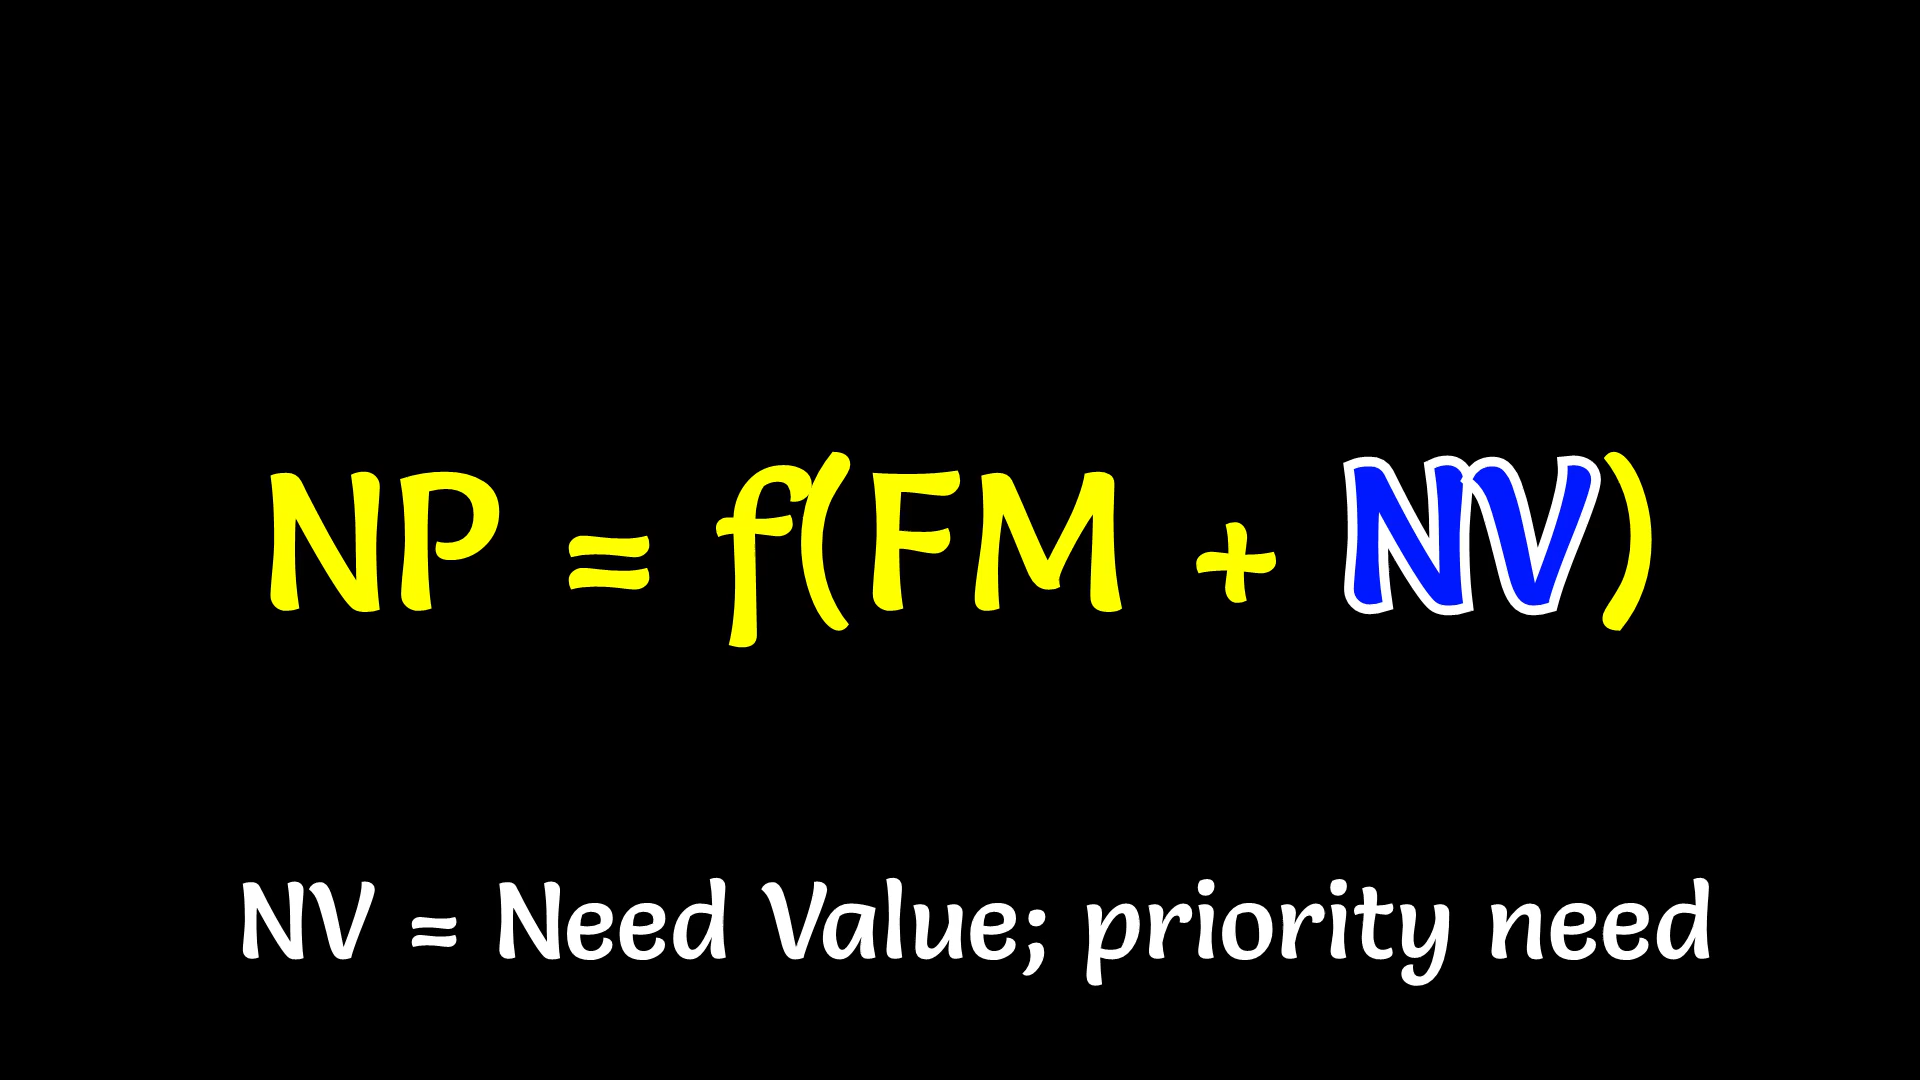 NP = f(FM + NV)
NV = Need Value; priority need